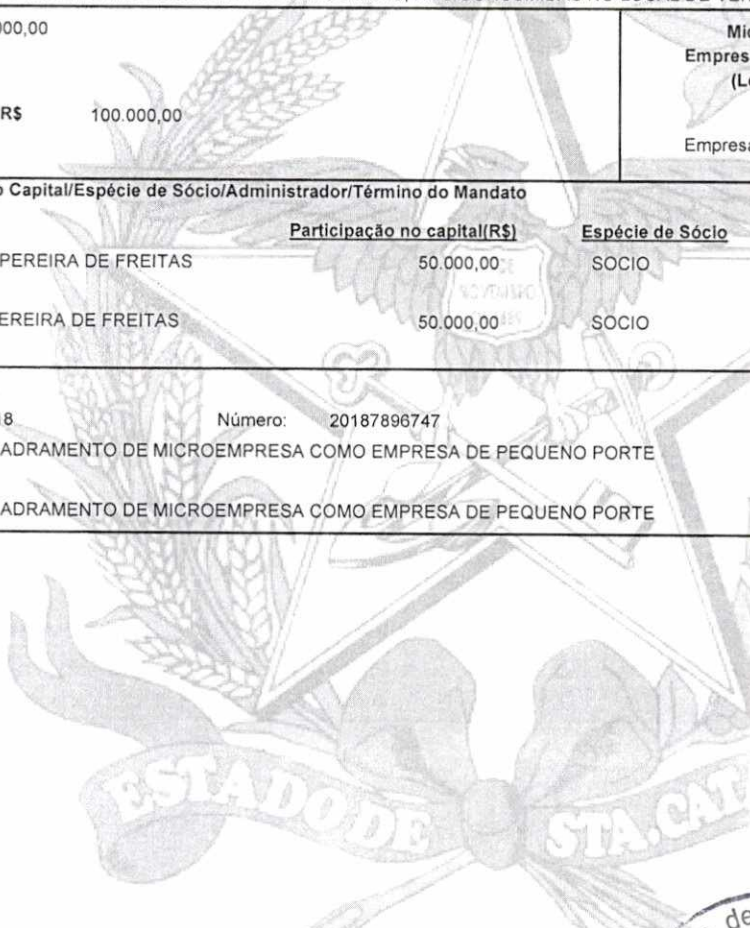 000,00
Mic
Empres
(L
R$ 100.000,00
Empresa
o Capital/Espécie de Sócio/Administrador/Término do Mandato
Participação no capital(R$) Espécie de Sócio
PEREIRA DE FREITAS 50.000,00 SOCIO
EREIRA DE FREITAS 50.000,00 SOCIO
18 Número: 20187896747
ADRAMENTO DE MICROEMPRESA COMO EMPRESA DE PEQUENO PORTE
ADRAMENTO DE MICROEMPRESA COMO EMPRESA DE PEQUENO PORTE
ESTADO DE STA.CAT
de